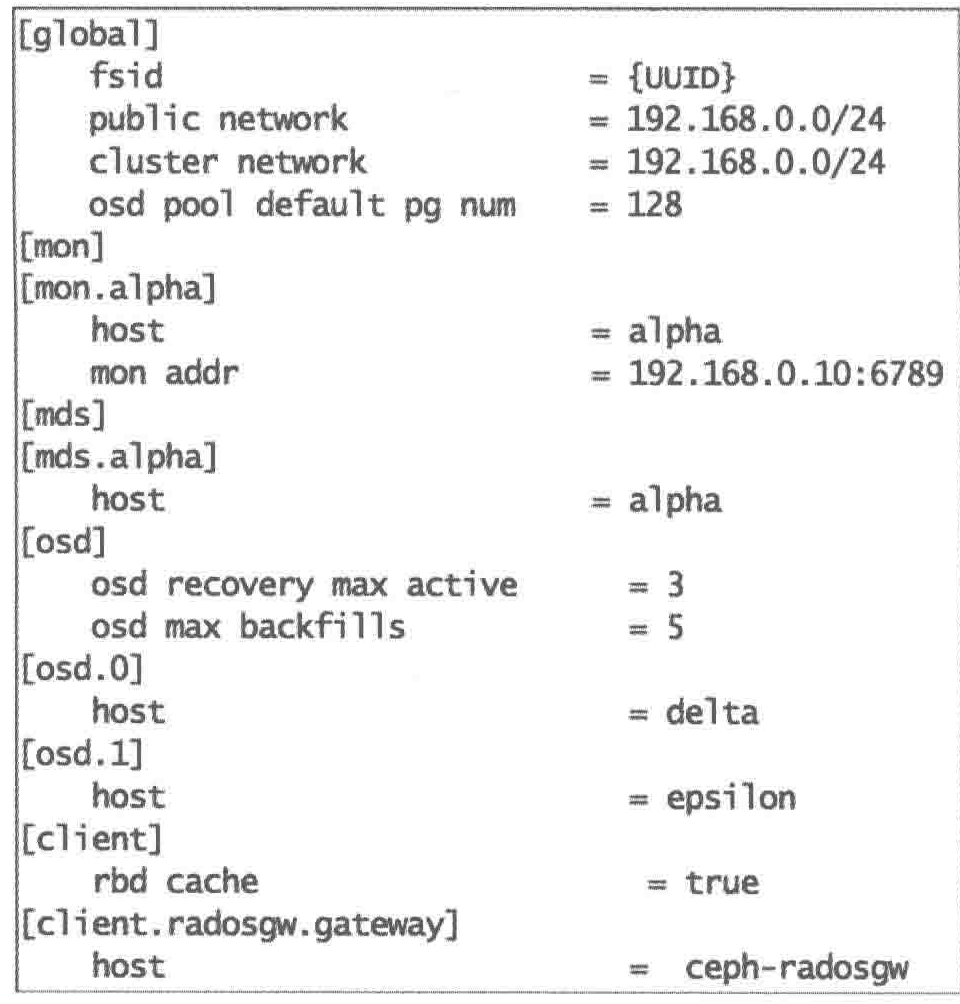 [global]
fsid = {UUID}
public network = 192.168.0.0/24
cluster network = 192.168.0.0/24
osd pool default pg num = 128
[mon]
[mon.alpha]
host = alpha
mon addr = 192.168.0.10:6789
[mds]
[mds.alpha]
host = alpha
[osd]
osd recovery max active = 3
osd max backfills = 5
[osd.0]
host = delta
[osd.1]
host = epsilon
[client]
rbd cache = true
[client.radosgw.gateway]
host = ceph-radosgw